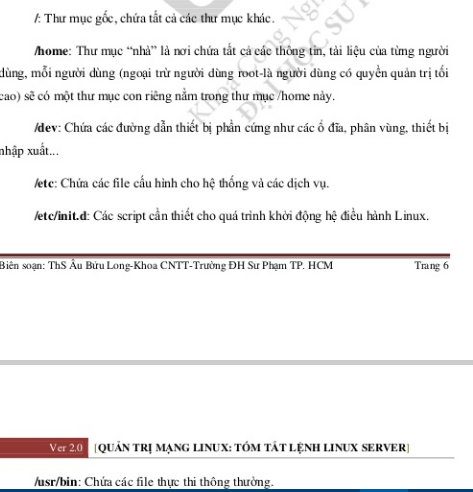 /: Thư mục gốc, chứa tất cả các thư mục khác.
/home: Thư mục “nhà” là nơi chứa tất cả các thông tin, tài liệu của từng người
dùng, mỗi người dùng (ngoại trừ người dùng root-là người dùng có quyền quản trị tối
cao) sẽ có một thư mục con riêng nằm trong thư mục /home này.
/dev: Chứa các đường dẫn thiết bị phần cứng như các ổ đĩa, phân vùng, thiết bị
nhập xuất...
/etc: Chứa các file cấu hình cho hệ thống và các dịch vụ.
/etc/init.d: Các script cần thiết cho quá trình khởi động hệ điều hành Linux.
Biên soạn: ThS Âu Bửu Long-Khoa CNTT-Trường ĐH Sư Phạm TP. HCM Trang 6
Ver 2.0 [QUẢN TRỊ MẠNG LINUX: TÓM TẮT LỆNH LINUX SERVER]
/usr/bin: Chứa các file thực thi thông thường.